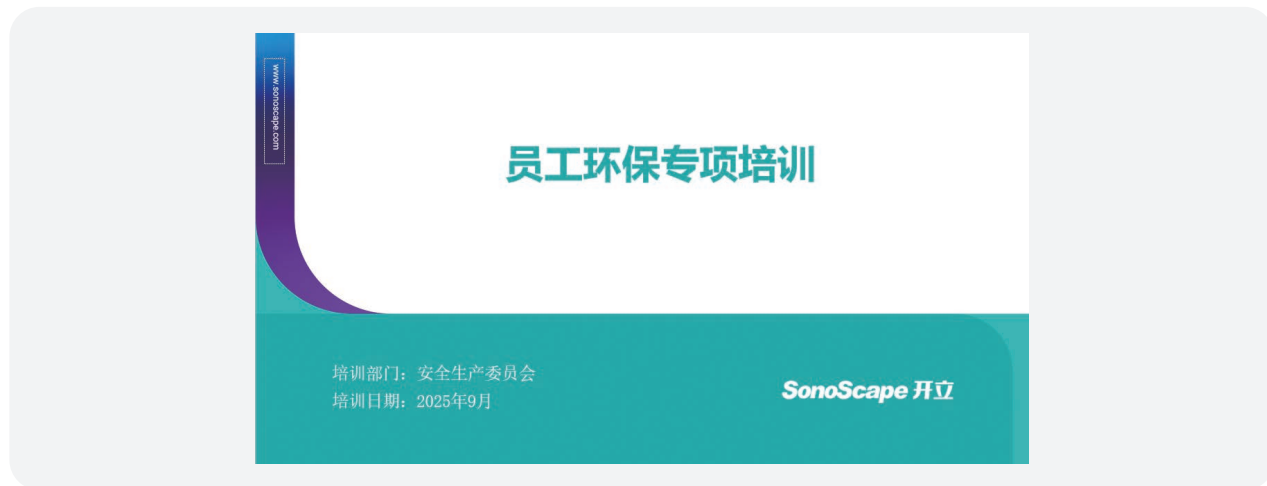 www.sonoscape.com
员工环保专项培训
培训部门：安全生产委员会
培训日期：2025年9月
SonoScape 开立